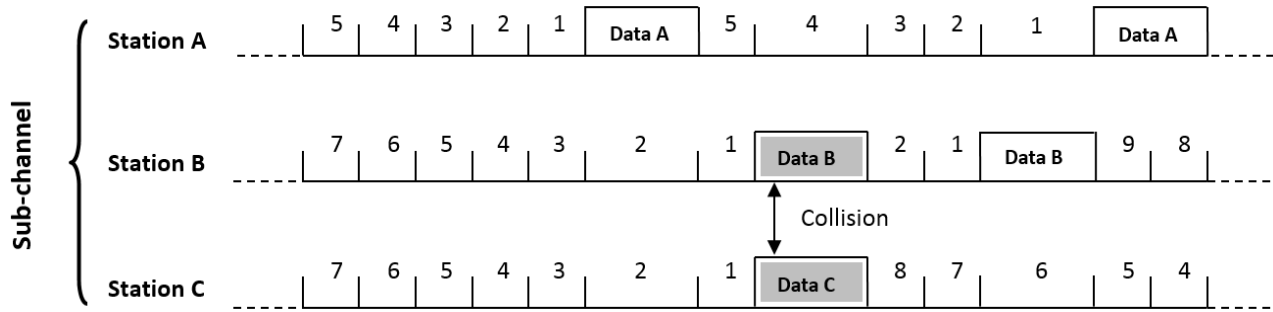 Sub-channel
Station A 5 4 3 2 1 Data A 5 4 3 2 1 Data A
Station B 7 6 5 4 3 2 1 Data B 2 1 Data B 9 8
Collision
Station C 7 6 5 4 3 2 1 Data C 8 7 6 5 4